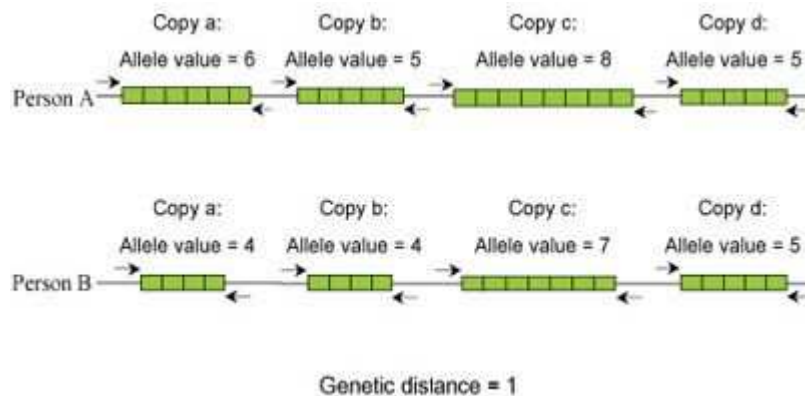 Copy a: Copy b: Copy c: Copy d:
Allele value = 6 Allele value = 5 Allele value = 8 Allele value = 5
Person A
Copy a: Copy b: Copy c: Copy d:
Allele value = 4 Allele value = 4 Allele value = 7 Allele value = 5
Person B
Genetic distance = 1